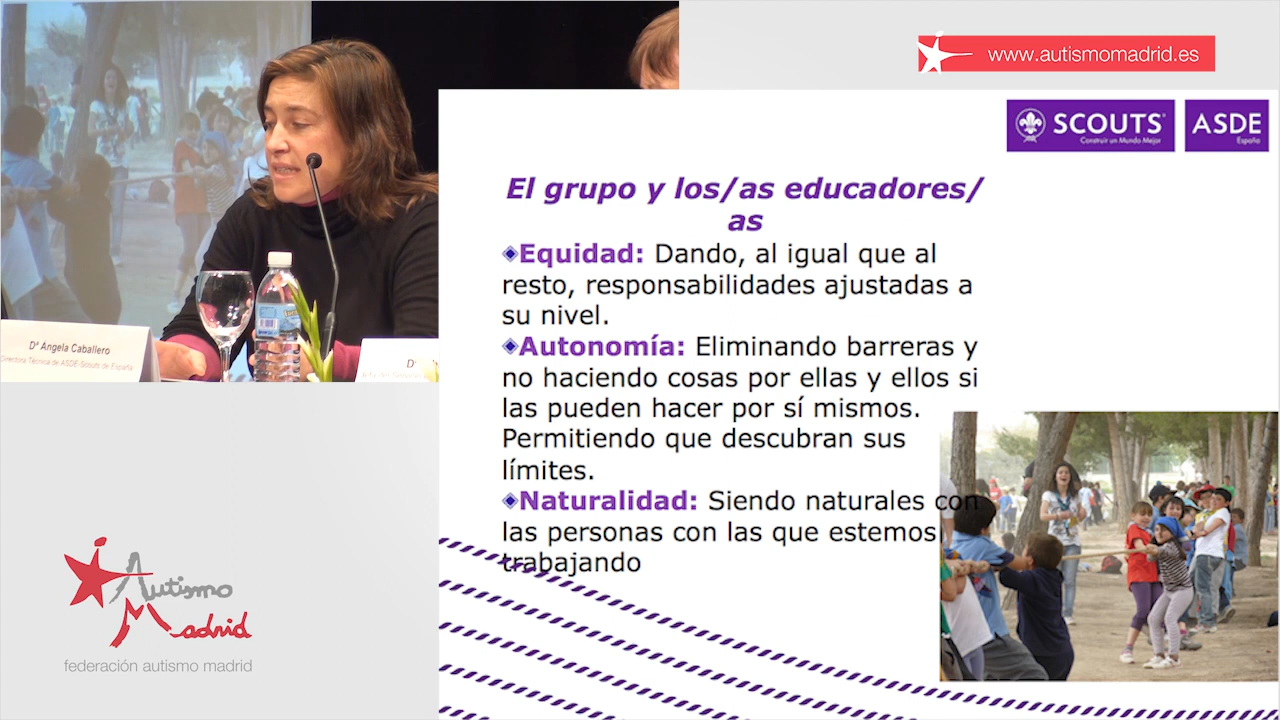 www.autismomadrid.es
SCOUTS
Construir un Mundo Mejor
ASDE
España
El grupo y los/as educadores/
as
Equidad: Dando, al igual que al
resto, responsabilidades ajustadas a
su nivel.
Autonomía: Eliminando barreras y
no haciendo cosas por ellas y ellos si
las pueden hacer por sí mismos.
Permitiendo que descubran sus
límites.
Naturalidad: Siendo naturales con
las personas con las que estemos
trabajando
Dª Angela Caballero
Directora Técnica de ASDE-Scouts de España
Autismo
Madrid
federación autismo madrid